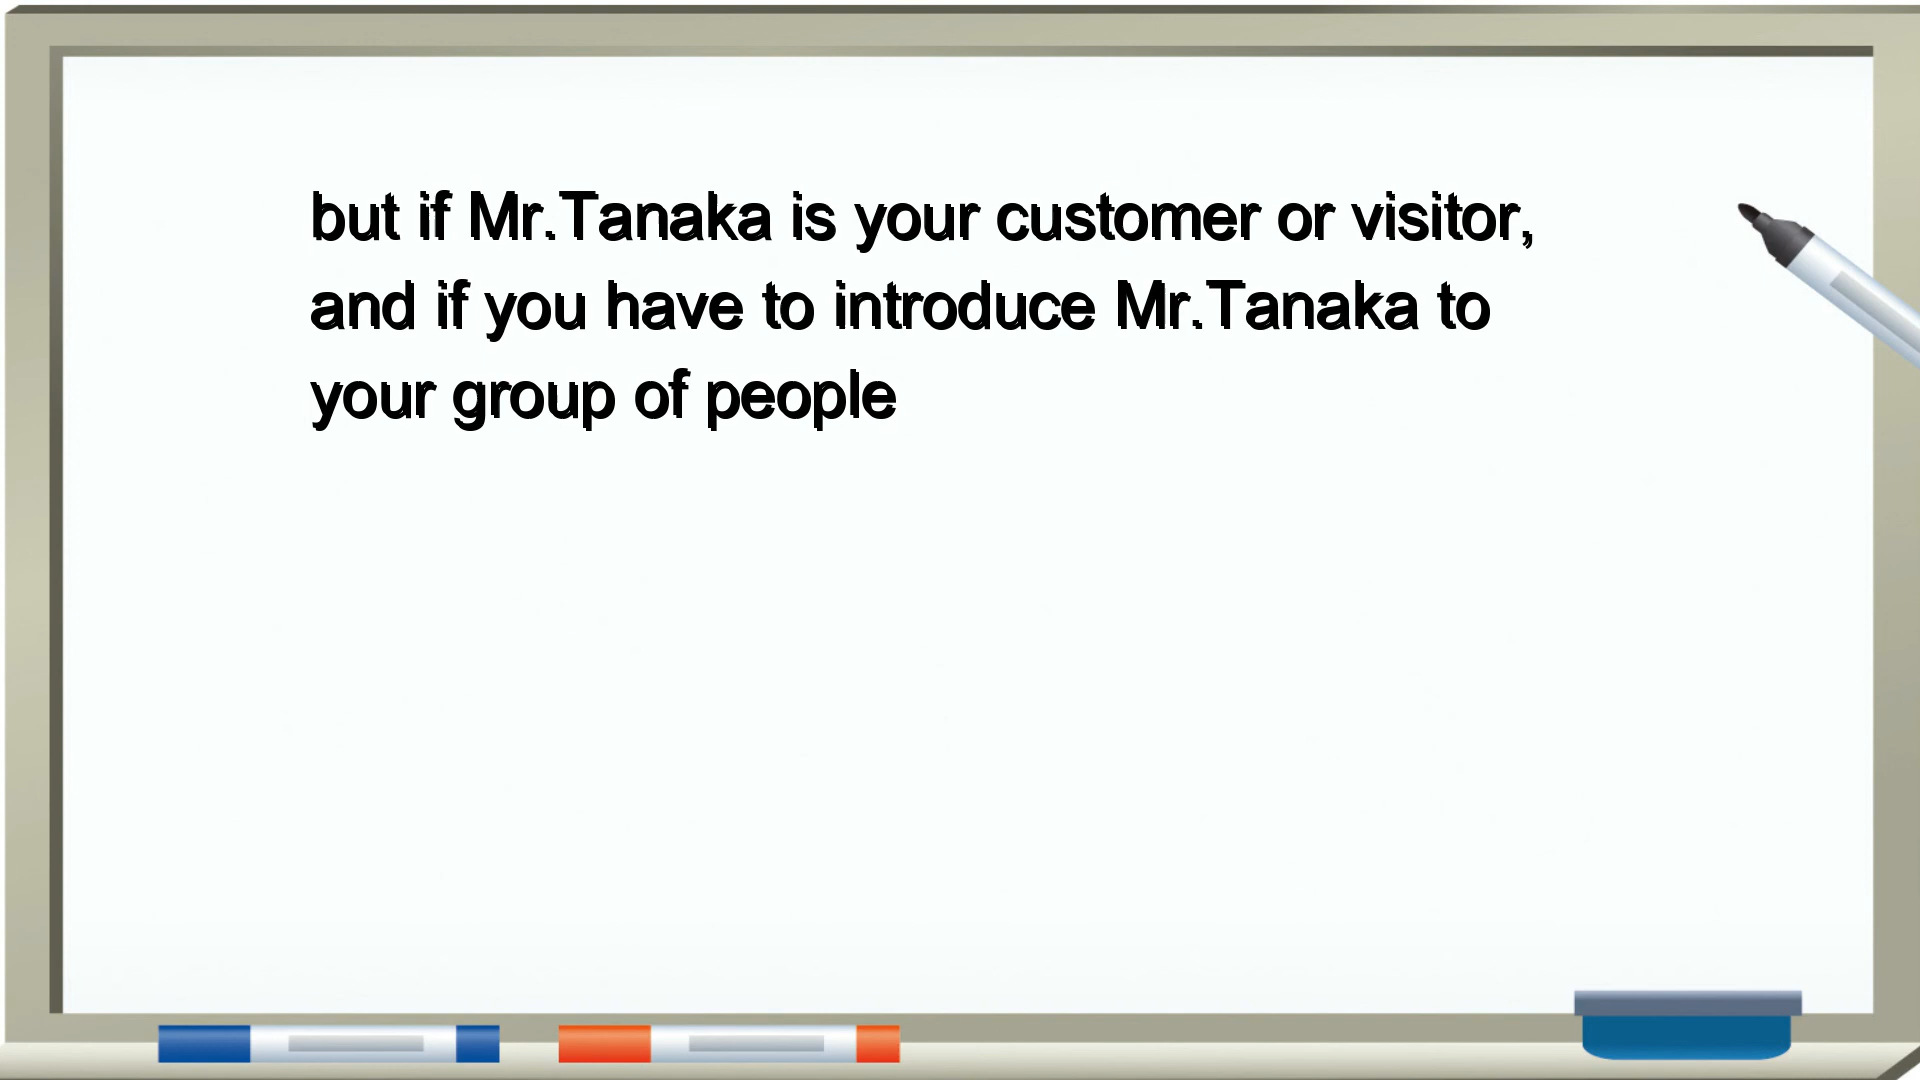 but if Mr.Tanaka is your customer or visitor,
and if you have to introduce Mr.Tanaka to
your group of people